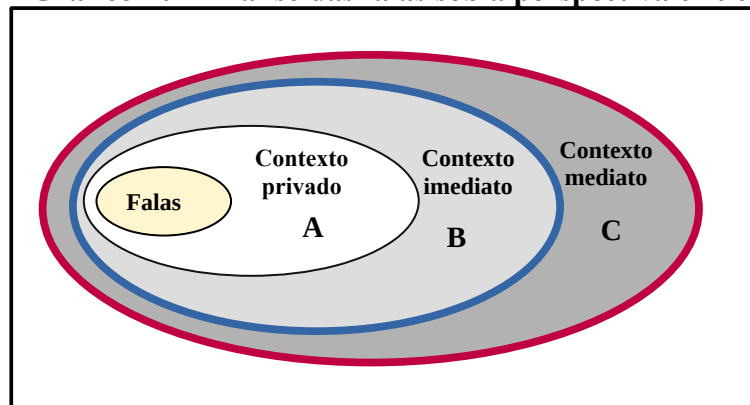 Falas
Contexto
privado
A
Contexto
imediato
B
Contexto
mediato
C